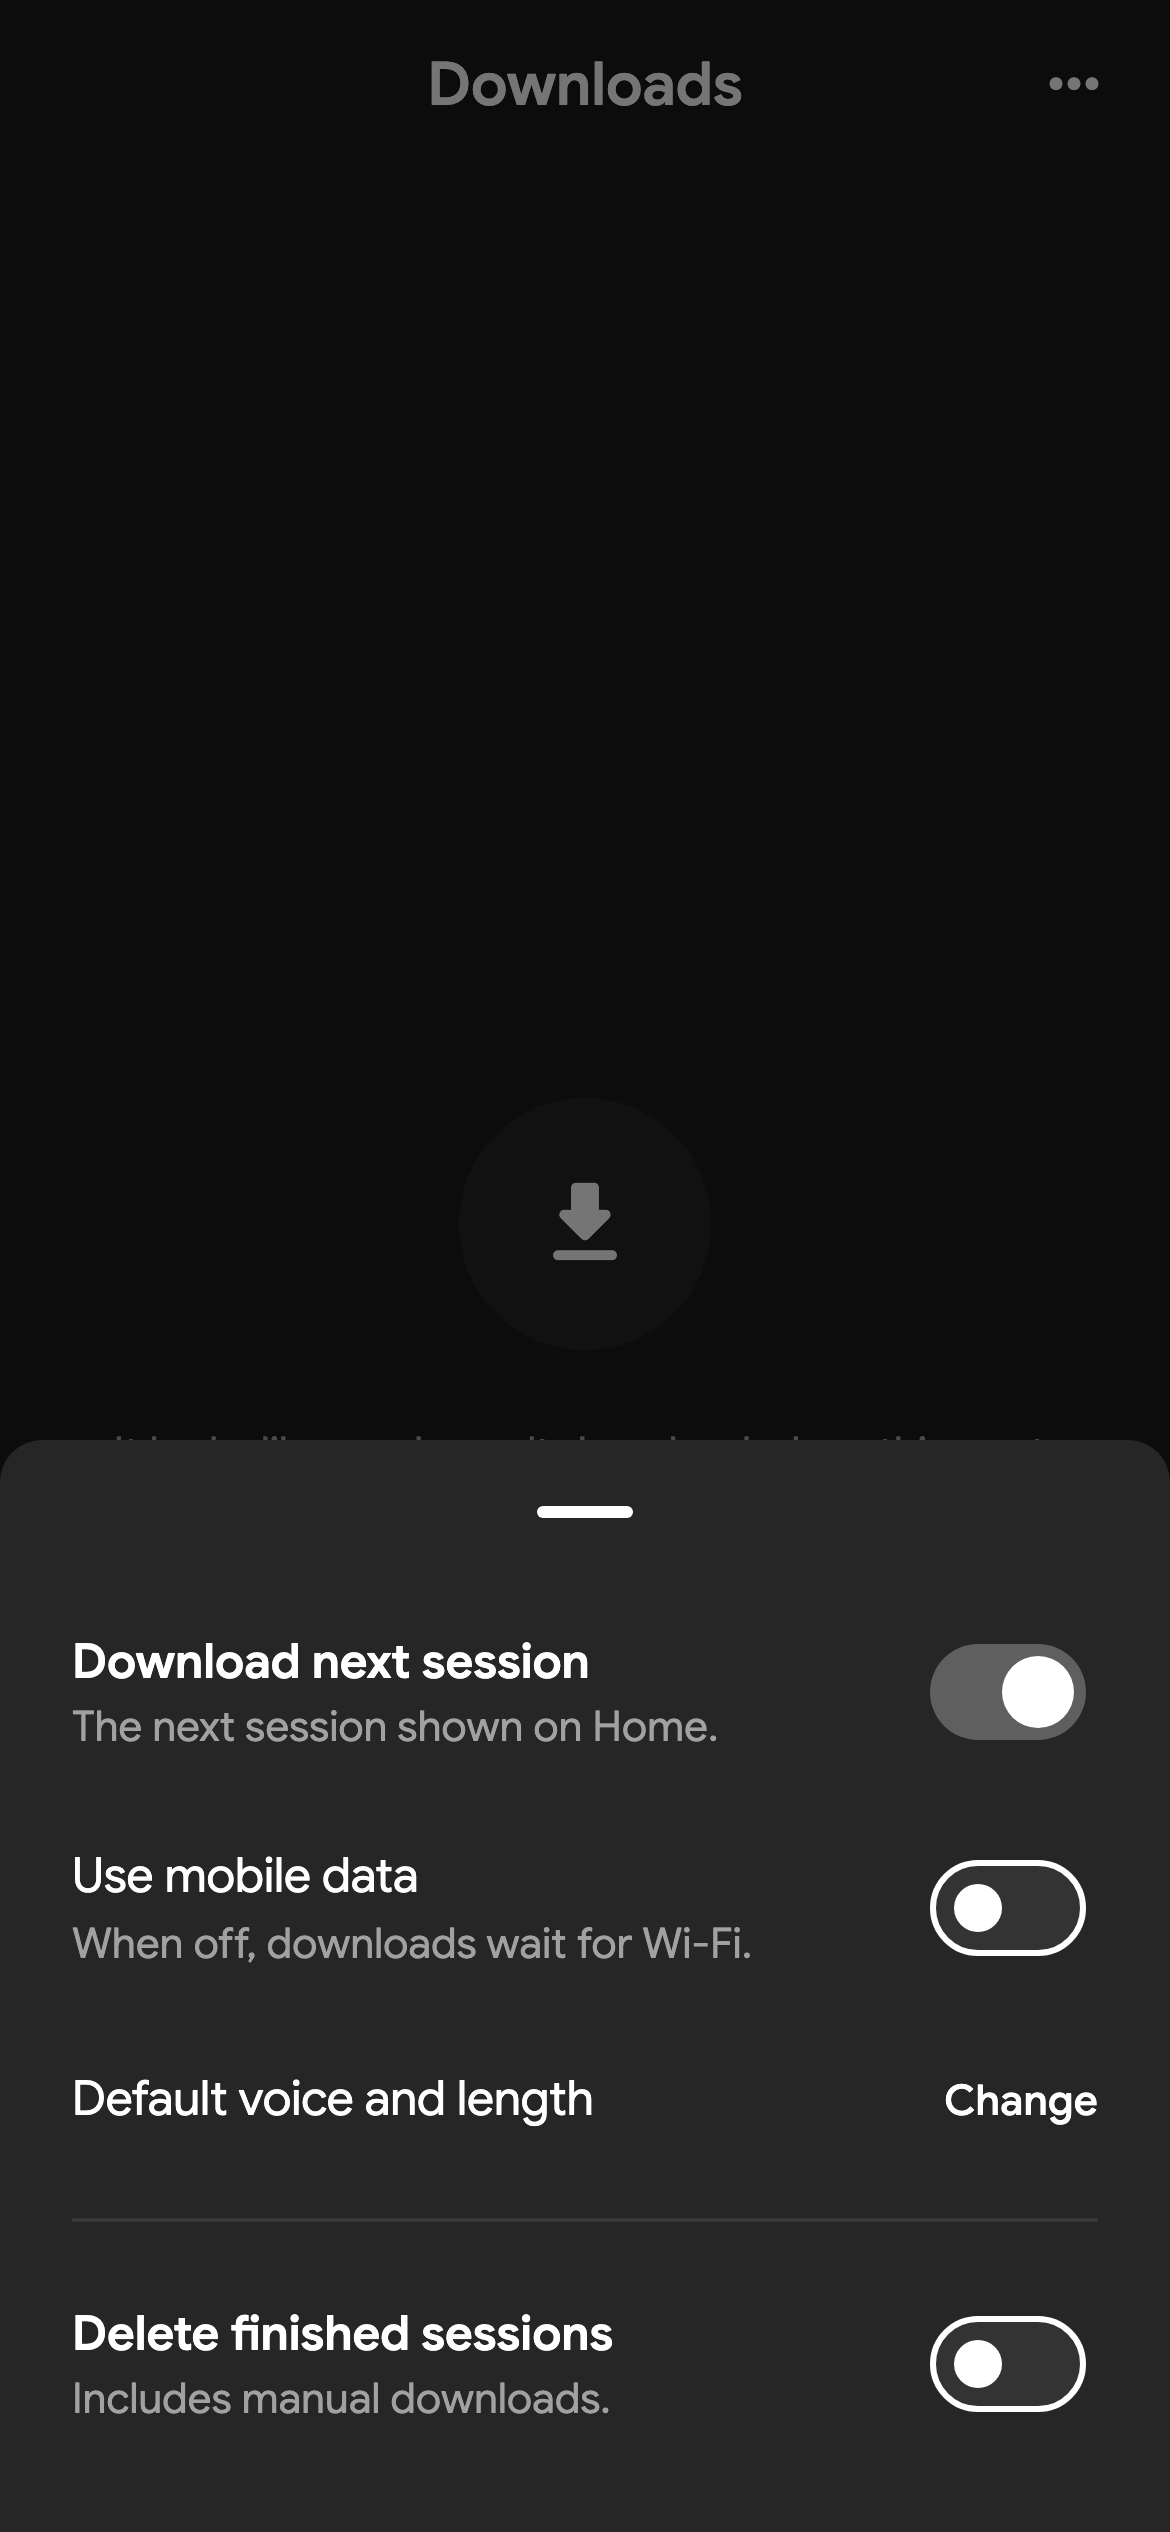 Downloads
Download next session
The next session shown on Home.
Use mobile data
When off, downloads wait for Wi-Fi.
Default voice and length
Change
Delete finished sessions
Includes manual downloads.